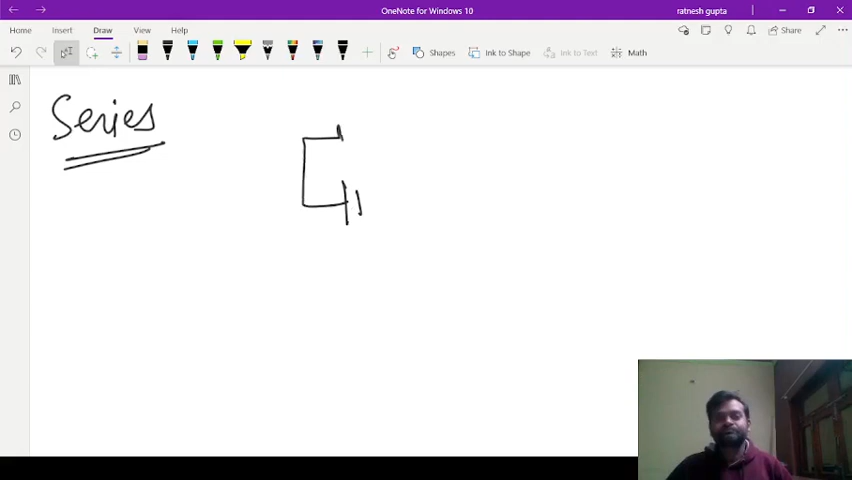 OneNote for Windows 10
ratnesh gupta
Home Insert Draw View Help
Shapes Ink to Shape Ink to Text Math Share
Series